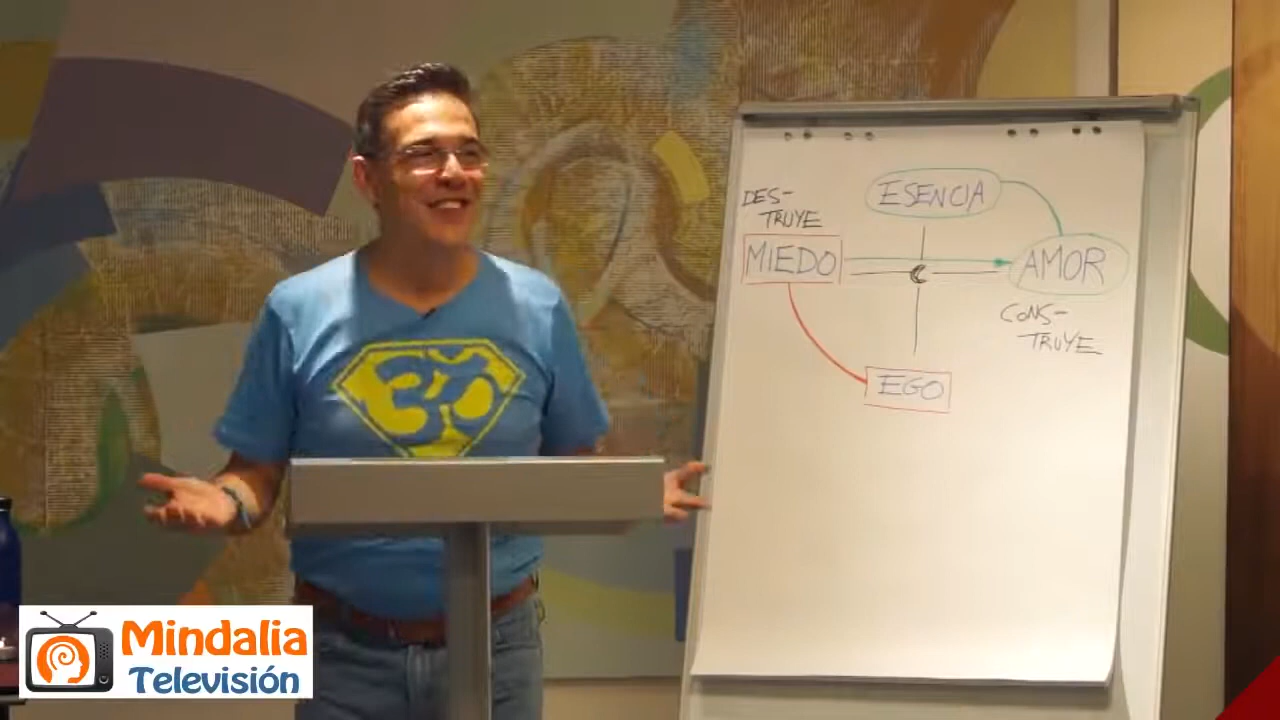 ESENCIA
DES-
TRUYE
MIEDO
AMOR
CONS-
TRUYE
EGO
ॐ
Mindalia
Televisión